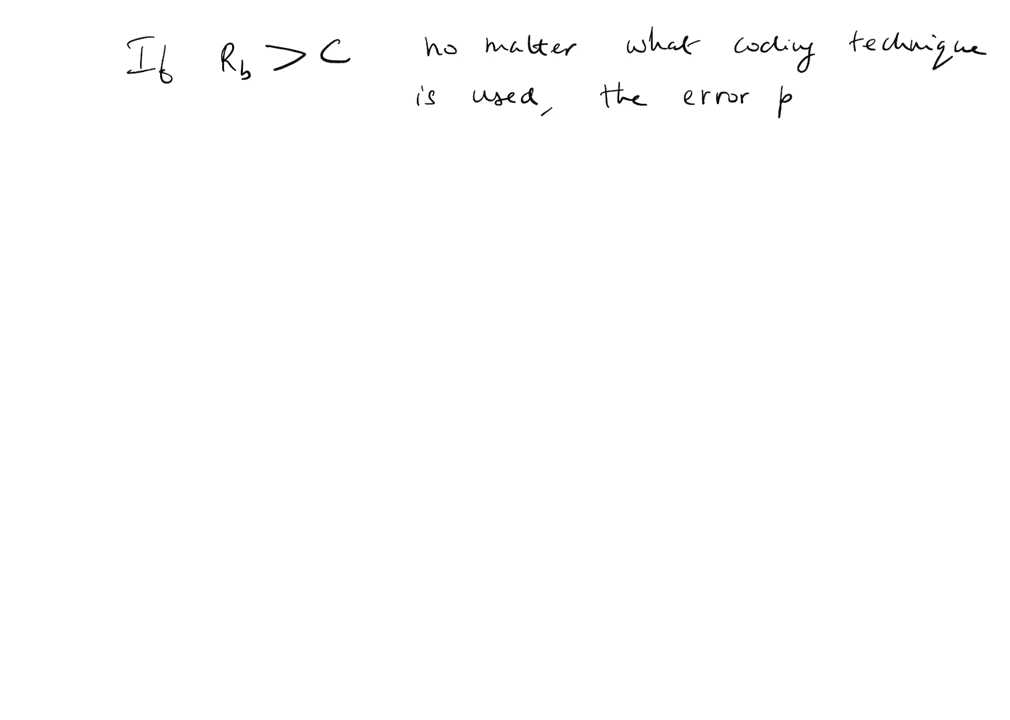 If R_b > C no matter what coding technique
is used, the error p